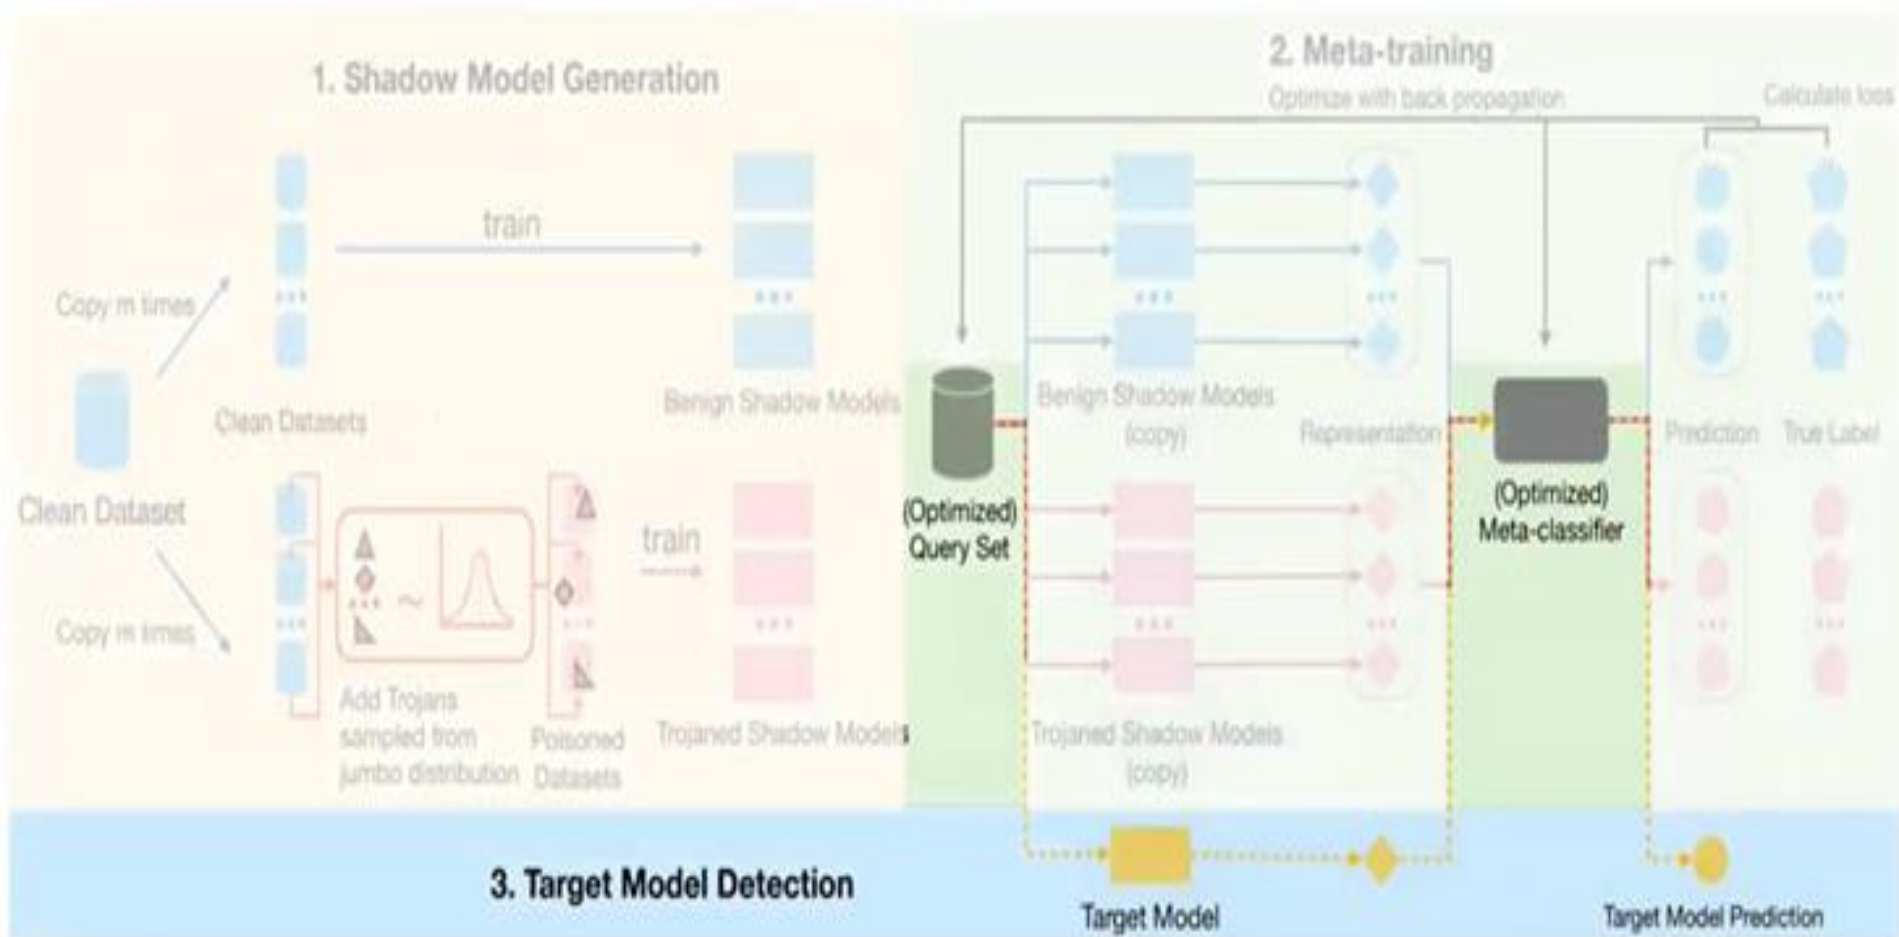 1. Shadow Model Generation
train
Copy m times
Clean Datasets
Benign Shadow Models
Clean Dataset
Copy m times
Add Trojans
sampled from
jumbo distribution
Poisoned
Datasets
train
Trojaned Shadow Models
2. Meta-training
Optimize with back propagation
Calculate loss
Benign Shadow Models
(copy)
Representation
Prediction
True Label
(Optimized)
Query Set
(Optimized)
Meta-classifier
Trojaned Shadow Models
(copy)
3. Target Model Detection
Target Model
Target Model Prediction